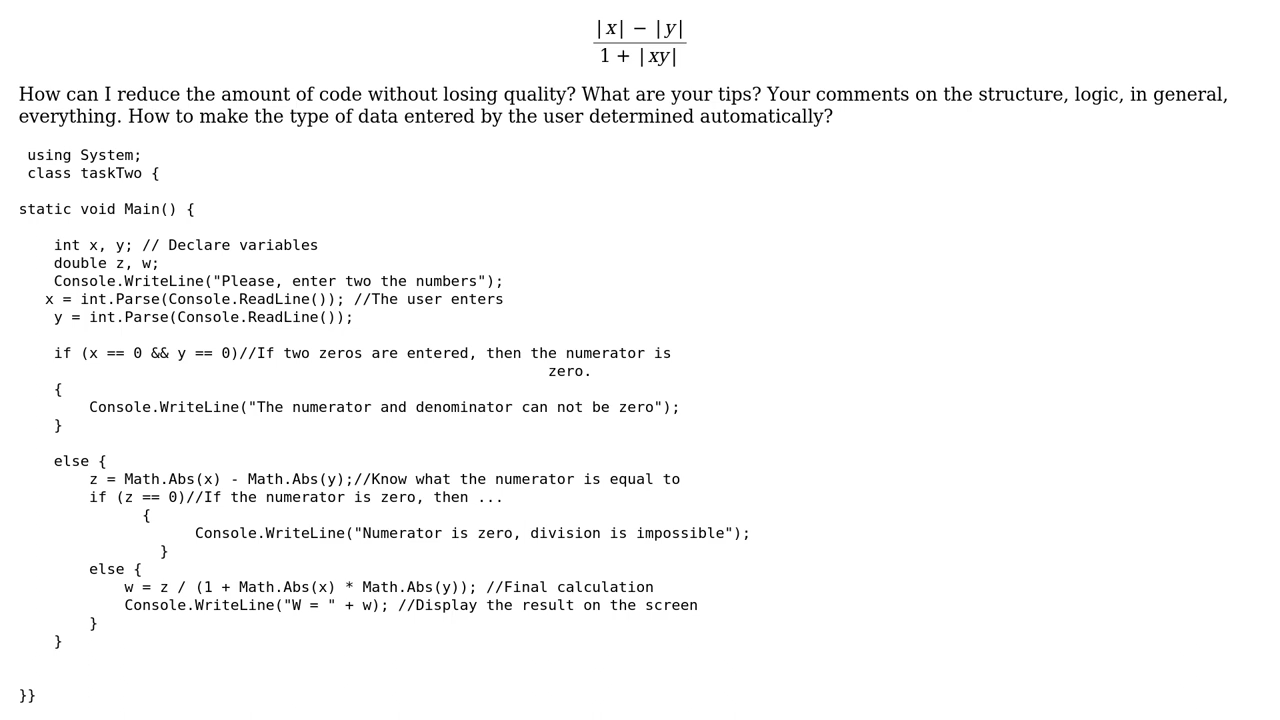 |x| − |y|
1 + |xy|
How can I reduce the amount of code without losing quality? What are your tips? Your comments on the structure, logic, in general,
everything. How to make the type of data entered by the user determined automatically?
using System;
class taskTwo {
static void Main() {
int x, y; // Declare variables
double z, w;
Console.WriteLine("Please, enter two the numbers");
x = int.Parse(Console.ReadLine()); //The user enters
y = int.Parse(Console.ReadLine());
if (x == 0 && y == 0)//If two zeros are entered, then the numerator is
zero.
{
Console.WriteLine("The numerator and denominator can not be zero");
}
else {
z = Math.Abs(x) - Math.Abs(y);//Know what the numerator is equal to
if (z == 0)//If the numerator is zero, then ...
{
Console.WriteLine("Numerator is zero, division is impossible");
}
else {
w = z / (1 + Math.Abs(x) * Math.Abs(y)); //Final calculation
Console.WriteLine("W = " + w); //Display the result on the screen
}
}
}}